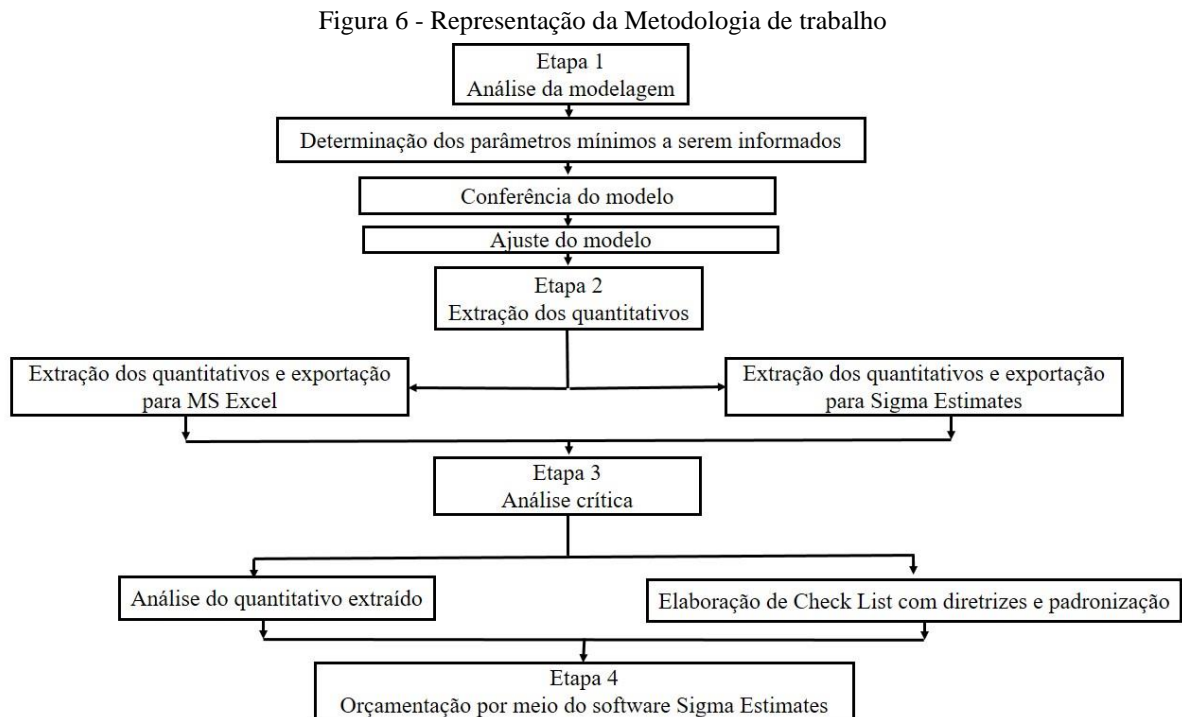 Figura 6 - Representação da Metodologia de trabalho
Etapa 1
Análise da modelagem
Determinação dos parâmetros mínimos a serem informados
Conferência do modelo
Ajuste do modelo
Etapa 2
Extração dos quantitativos
Extração dos quantitativos e exportação
para MS Excel
Extração dos quantitativos e exportação
para Sigma Estimates
Etapa 3
Análise crítica
Análise do quantitativo extraído
Elaboração de Check List com diretrizes e padronização
Etapa 4
Orçamentação por meio do software Sigma Estimates